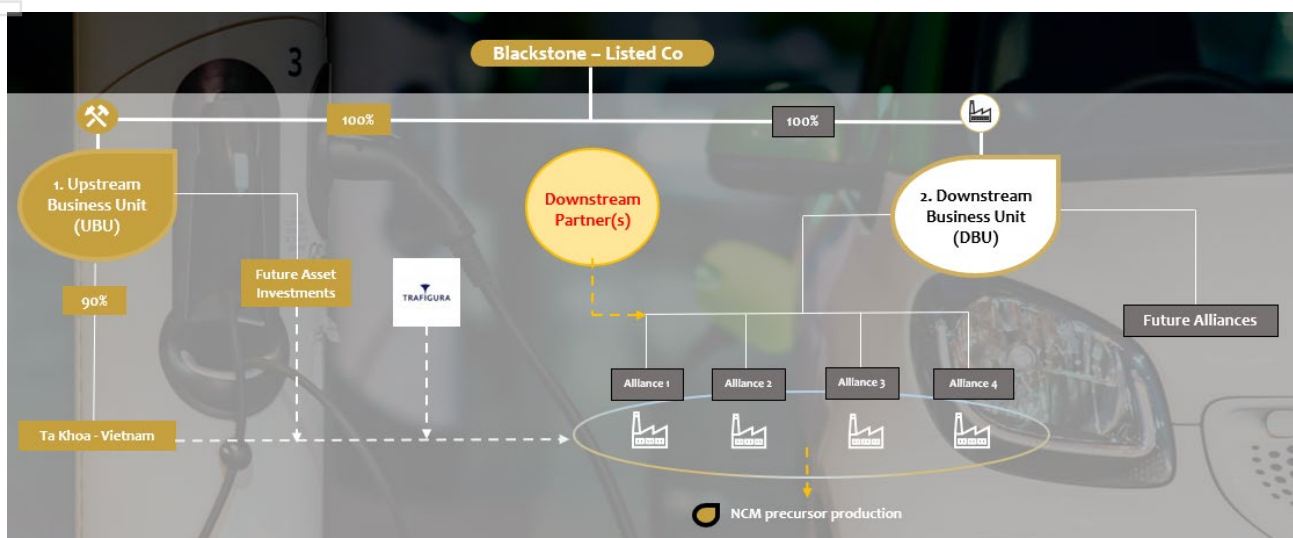 3
Blackstone – Listed Co
100%
100%
1. Upstream
Business Unit
(UBU)
Downstream
Partner(s)
2. Downstream
Business Unit
(DBU)
90%
Future Asset
Investments
TRAFIGURA
Future Alliances
Alliance 1
Alliance 2
Alliance 3
Alliance 4
Ta Khoa - Vietnam
NCM precursor production